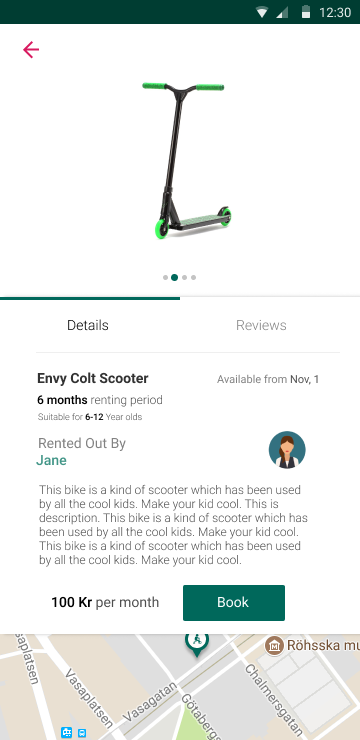 12:30
Details
Reviews
Envy Colt Scooter
Available from Nov, 1
6 months renting period
Suitable for 6-12 Year olds
Rented Out By
Jane
This bike is a kind of scooter which has been used
by all the cool kids. Make your kid cool. This is
description. This bike is a kind of scooter which has
been used by all the cool kids. Make your kid cool.
This bike is a kind of scooter which has been used
by all the cool kids. Make your kid cool.
100 Kr per month
Book
Röhsska mu
Vasaplatsen
Vasaplatsen
Vasagatan
Götaberg
Chalmersgatan